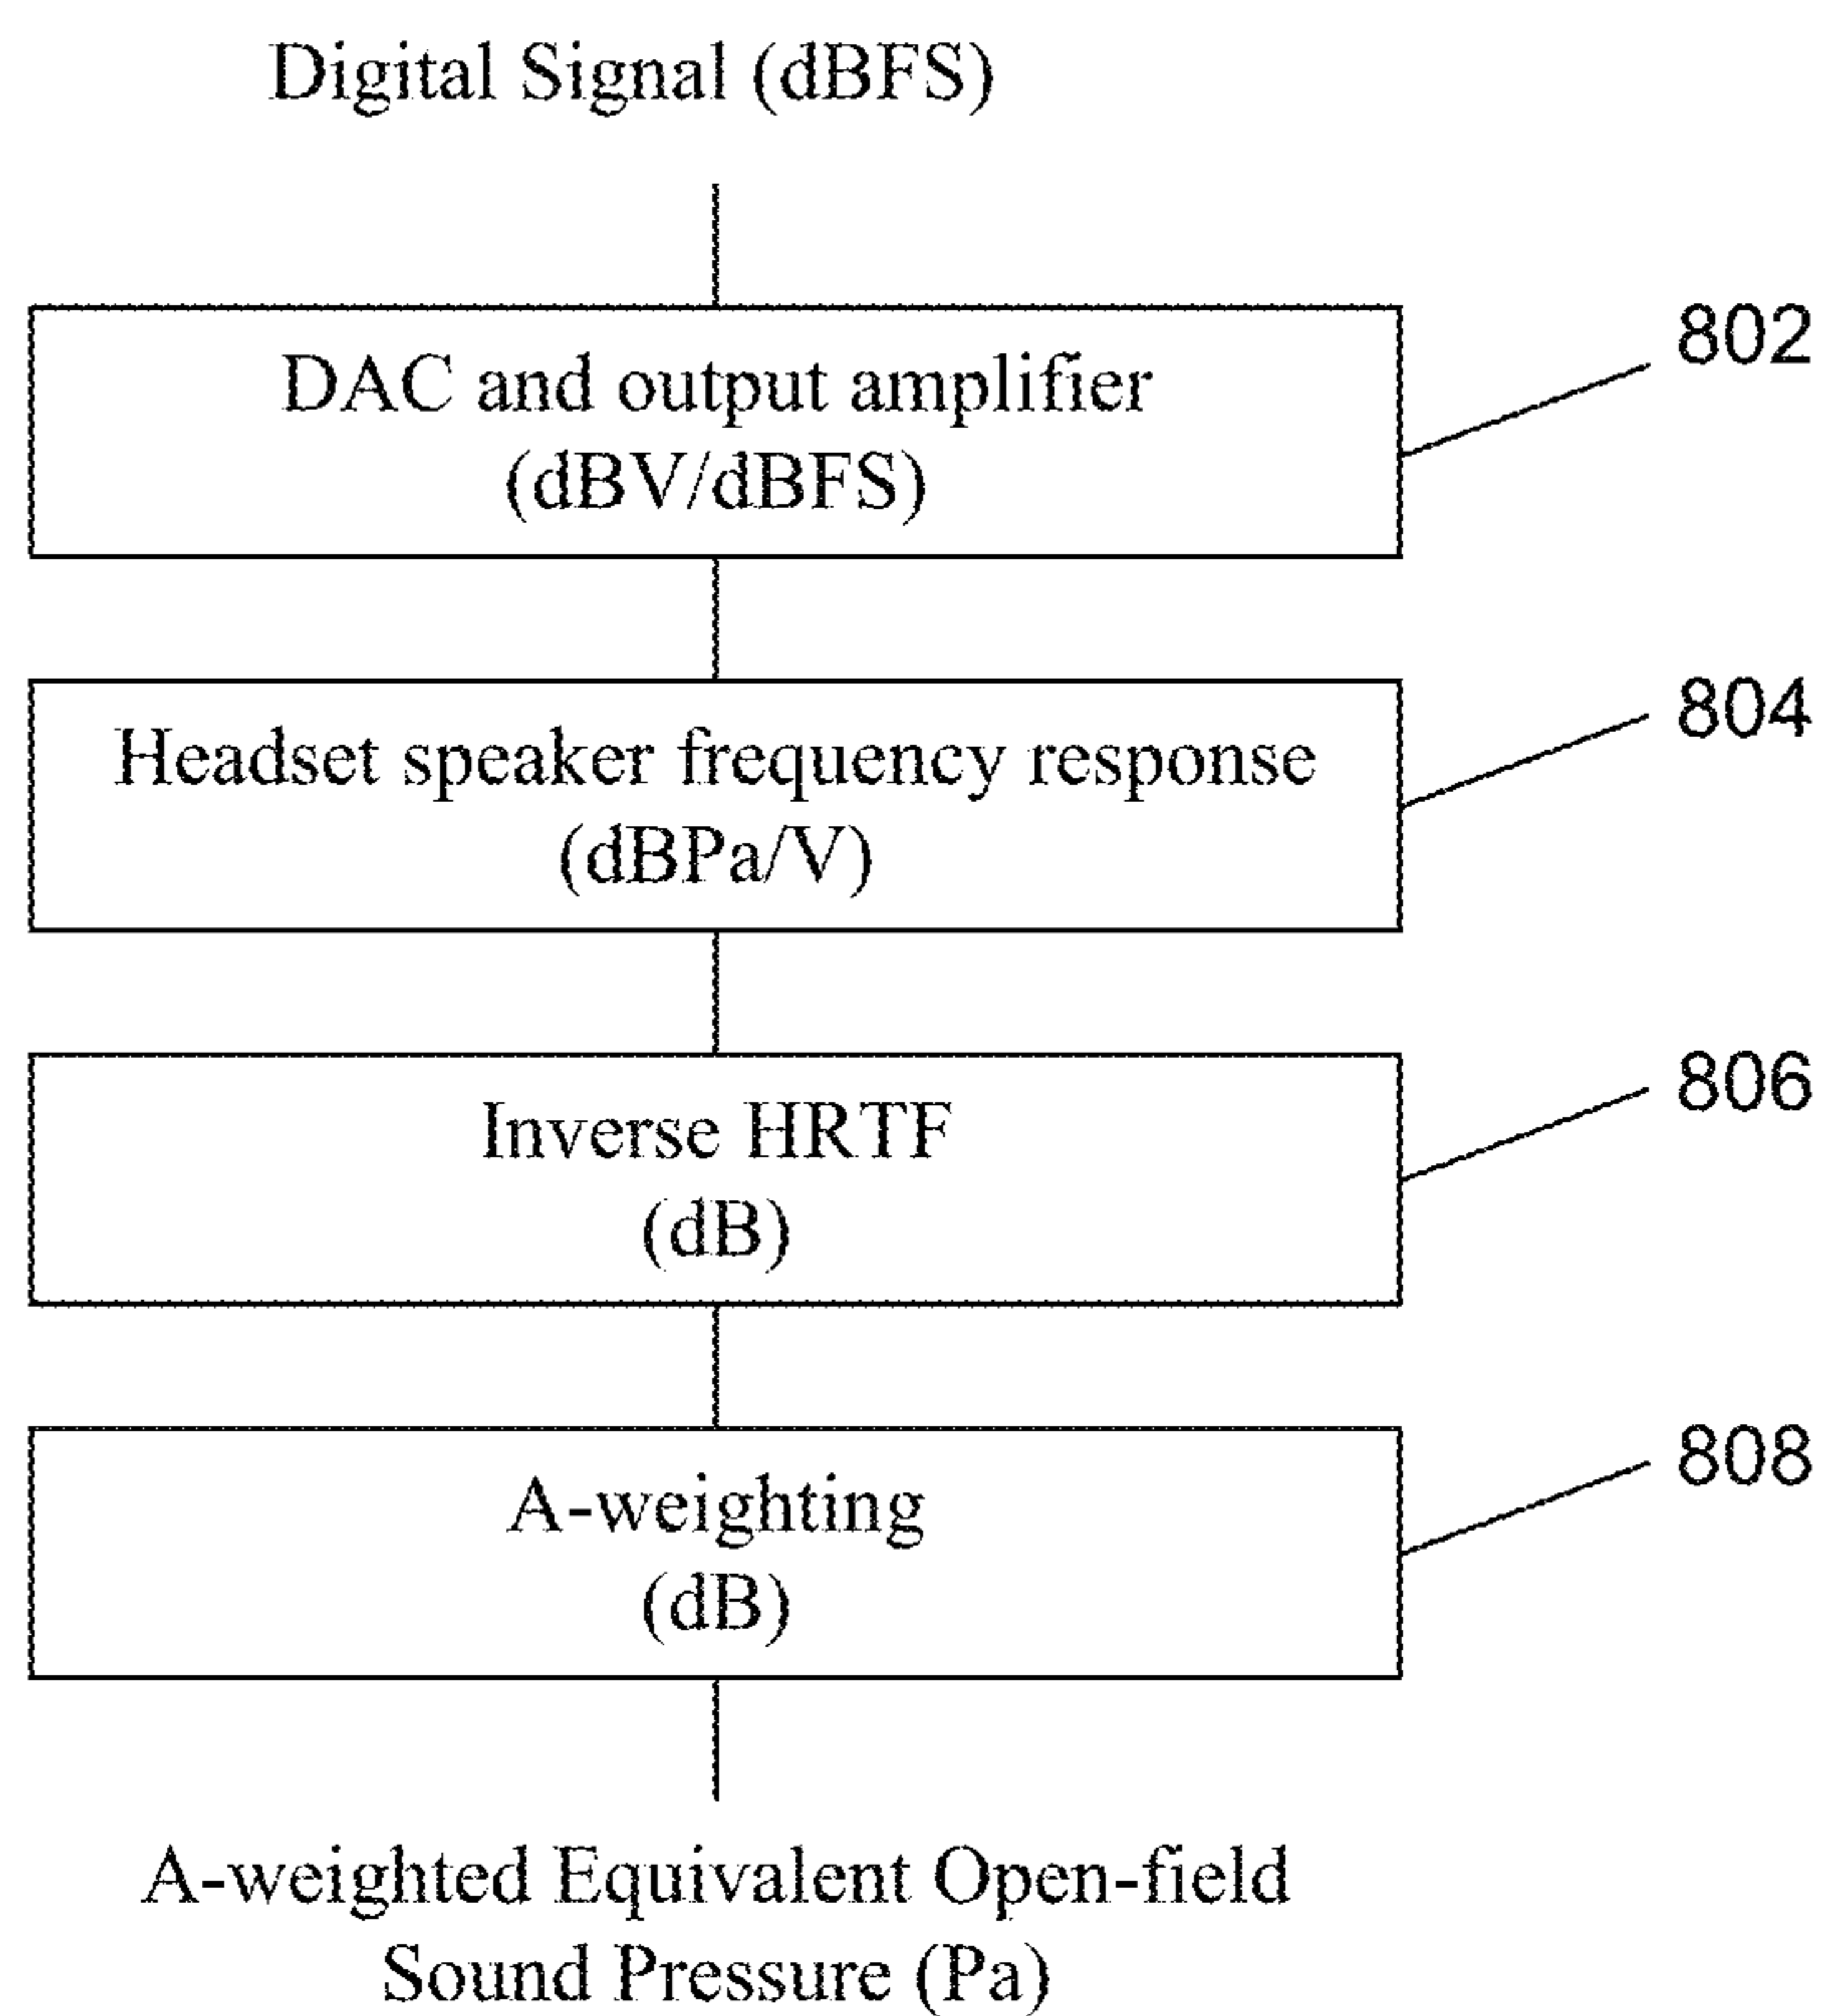 Digital Signal (dBFS)
DAC and output amplifier
(dBV/dBFS)
802
Headset speaker frequency response
(dBPa/V)
804
Inverse HRTF
(dB)
806
A-weighting
(dB)
808
A-weighted Equivalent Open-field
Sound Pressure (Pa)